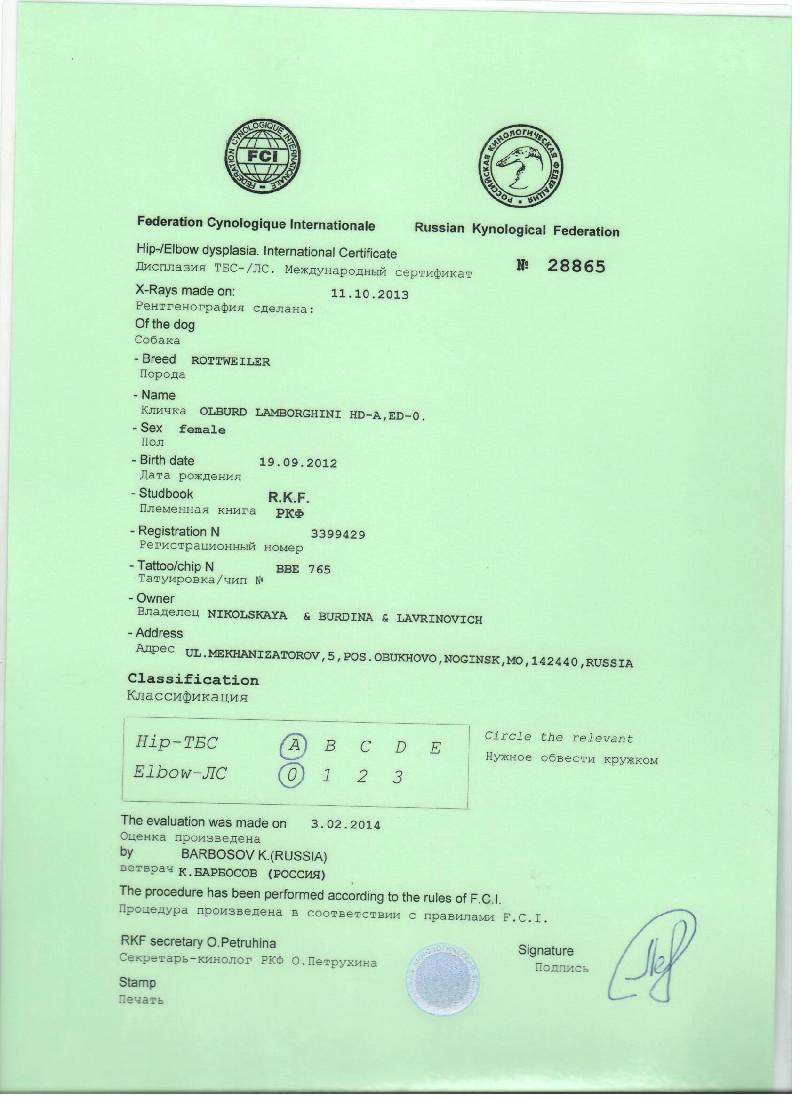 FEDERATION CYNOLOGIQUE INTERNATIONALE
FCI
РОССИЙСКАЯ КИНОЛОГИЧЕСКАЯ ФЕДЕРАЦИЯ
Federation Cynologique Internationale Russian Kynological Federation
Hip-/Elbow dysplasia. International Certificate
Дисплазия ТБС-/ЛС. Международный сертификат
№ 28865
X-Rays made on: 11.10.2013
Рентгенография сделана:
Of the dog
Собака
- Breed ROTTWEILER
Порода
- Name
Кличка OLBURD LAMBORGHINI HD-A,ED-0.
- Sex female
Пол
- Birth date 19.09.2012
Дата рождения
- Studbook R.K.F.
Племенная книга РКФ
- Registration N 3399429
Регистрационный номер
- Tattoo/chip N BBE 765
Татуировка/чип №
- Owner
Владелец NIKOLSKAYA & BURDINA & LAVRINOVICH
- Address
Адрес UL.MEKHANIZATOROV,5,POS.OBUKHOVO,NOGINSK,MO,142440,RUSSIA
Classification
Классификация
Hip-ТБС A B C D E
Elbow-ЛС 0 1 2 3
Circle the relevant
Нужное обвести кружком
The evaluation was made on 3.02.2014
Оценка произведена
by BARBOSOV K.(RUSSIA)
ветврач К.БАРБОСОВ (РОССИЯ)
The procedure has been performed according to the rules of F.C.I.
Процедура произведена в соответствии с правилами F.C.I.
RKF secretary O.Petruhina
Секретарь-кинолог РКФ О.Петрухина
Signature
Подпись
Stamp
Печать